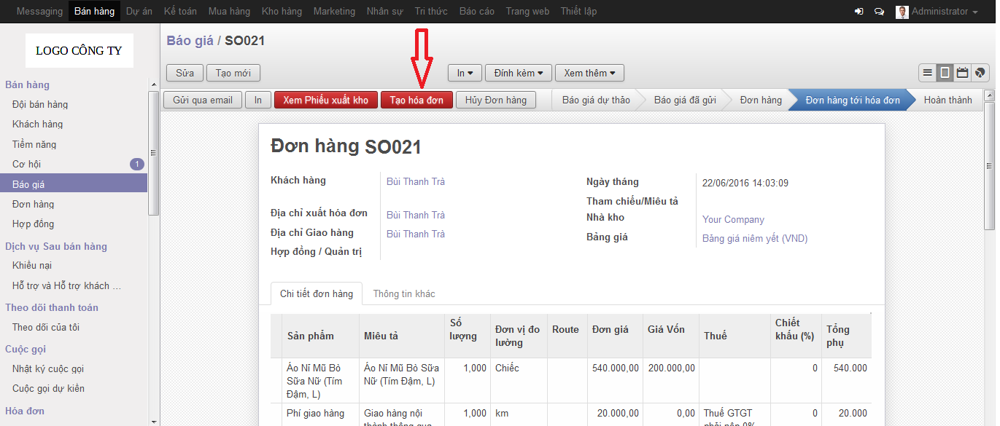 Messaging Bán hàng Dự án Kế toán Mua hàng Kho hàng Marketing Nhân sự Tri thức Báo cáo Trang web Thiết lập Administrator
LOGO CÔNG TY
Bán hàng
Đội bán hàng
Khách hàng
Tiềm năng
Cơ hội 1
Báo giá
Đơn hàng
Hợp đồng
Dịch vụ Sau bán hàng
Khiếu nại
Hỗ trợ và Hỗ trợ khách ...
Theo dõi thanh toán
Theo dõi của tôi
Cuộc gọi
Nhật ký cuộc gọi
Cuộc gọi dự kiến
Hóa đơn
Báo giá / SO021
Sửa Tạo mới In Đính kèm Xem thêm
Gửi qua email In Xem Phiếu xuất kho Tạo hóa đơn Hủy Đơn hàng Báo giá dự thảo Báo giá đã gửi Đơn hàng Đơn hàng tới hóa đơn Hoàn thành
Đơn hàng SO021
Khách hàng Bùi Thanh Trà
Địa chỉ xuất hóa đơn Bùi Thanh Trà
Địa chỉ Giao hàng Bùi Thanh Trà
Hợp đồng / Quản trị
Ngày tháng 22/06/2016 14:03:09
Tham chiếu/Miêu tả
Nhà kho Your Company
Bảng giá Bảng giá niêm yết (VND)
Chi tiết đơn hàng Thông tin khác
Sản phẩm Miêu tả Số lượng Đơn vị đo lường Route Đơn giá Giá Vốn Thuế Chiết khấu (%) Tổng phụ
Áo Nỉ Mũ Bò Áo Nỉ Mũ Bò Sữa 1,000 Chiếc 540.000,00 200.000,00 0 540.000
Sữa Nữ (Tím Nữ (Tím Đậm, L)
Đậm, L)
Phí giao hàng Giao hàng nội 1,000 km 20.000,00 0,00 Thuế GTGT 0 20.000
thành thông qua phải nộp 0%